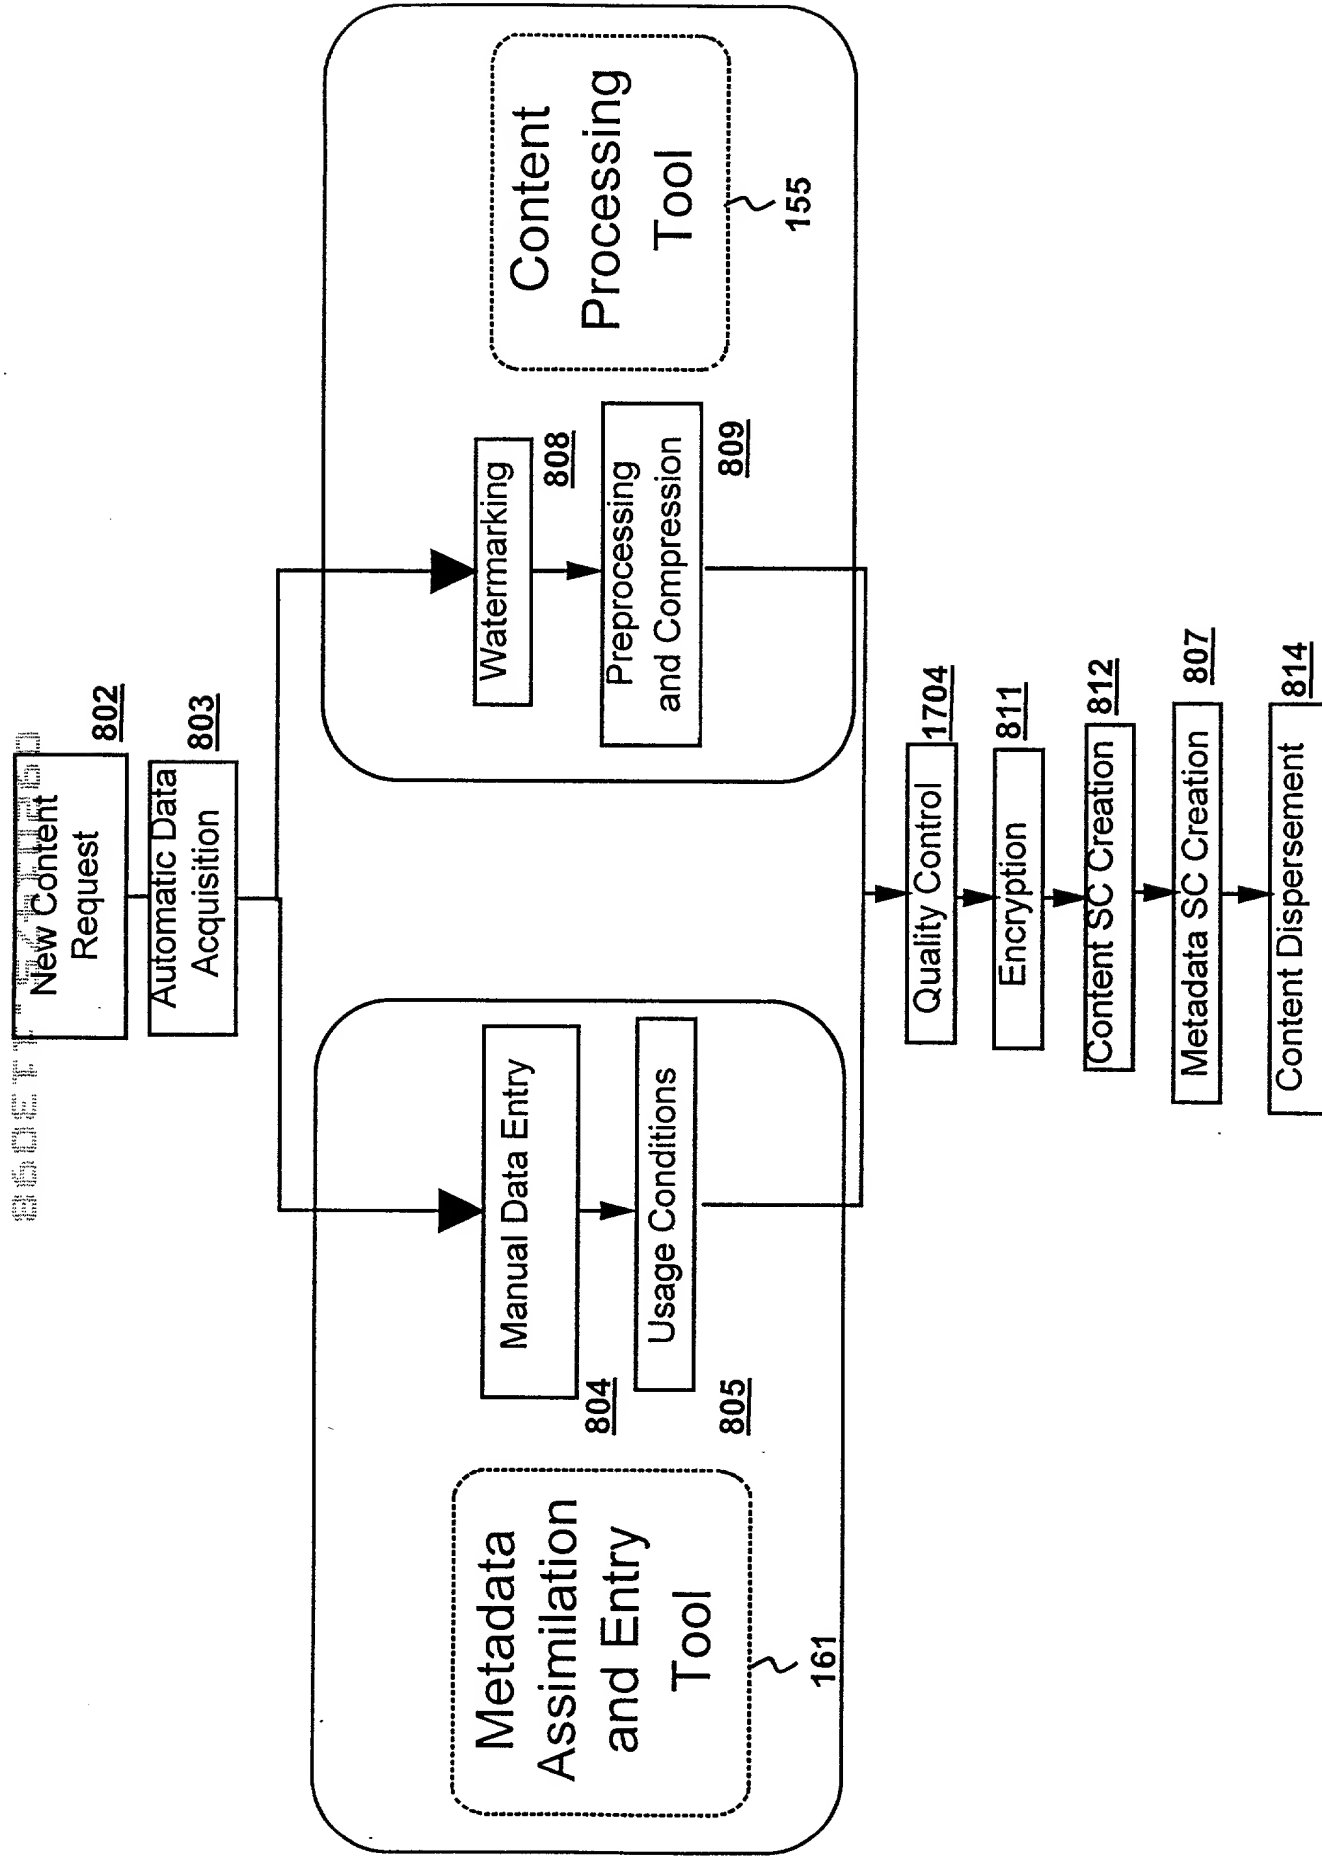 New Content
Request
802
Automatic Data
Acquisition
803
Metadata
Assimilation
and Entry
Tool
161
Manual Data Entry
804
Usage Conditions
805
Watermarking
808
Preprocessing
and Compression
809
Content
Processing
Tool
155
Quality Control
1704
Encryption
811
Content SC Creation
812
Metadata SC Creation
807
Content Dispersement
814